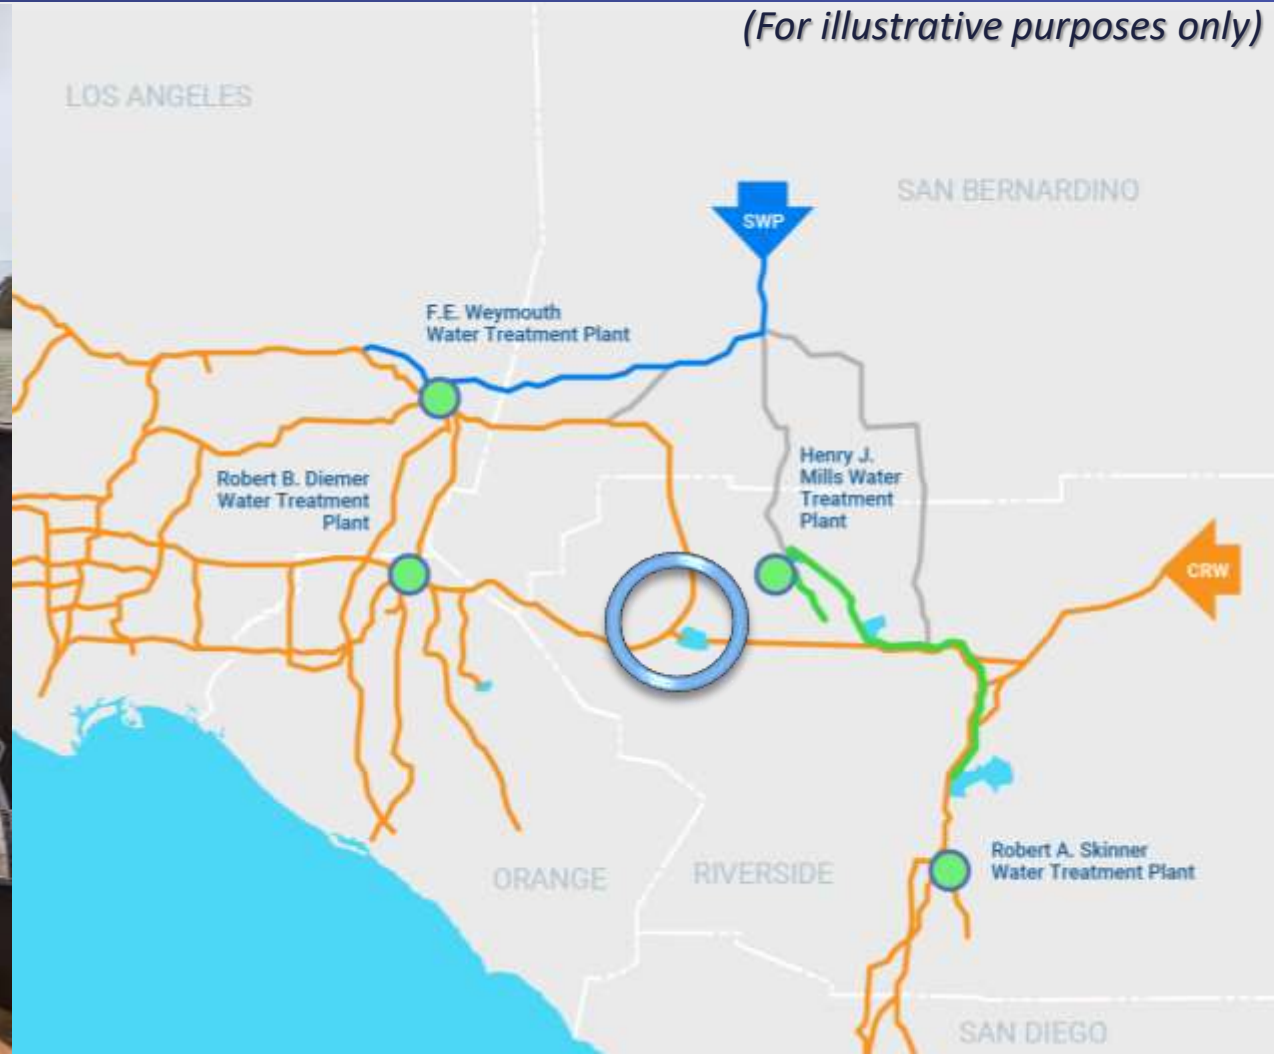 (For illustrative purposes only)
LOS ANGELES
SAN BERNARDINO
SWP
F.E. Weymouth
Water Treatment Plant
Henry J.
Mills Water
Treatment
Plant
Robert B. Diemer
Water Treatment
Plant
CRW
Robert A. Skinner
Water Treatment Plant
ORANGE
RIVERSIDE
SAN DIEGO